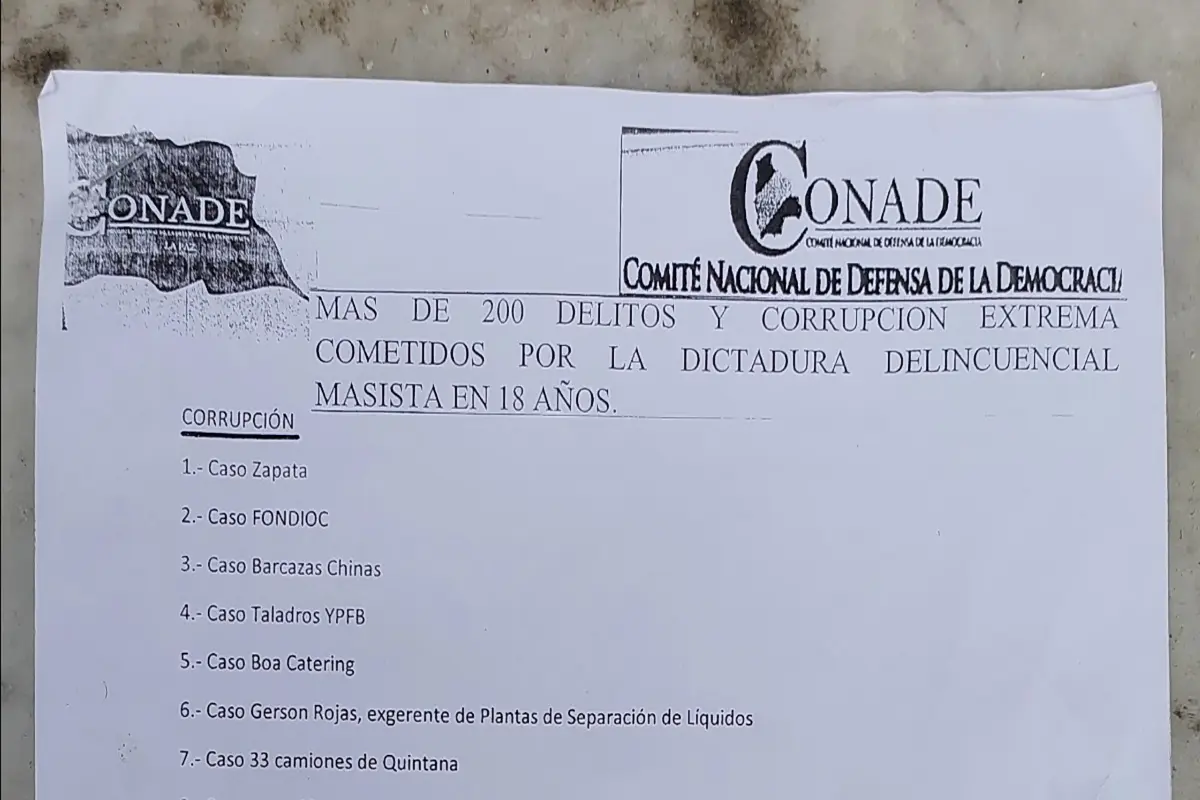 CONADE
LA PAZ
CONADE
COMITÉ NACIONAL DE DEFENSA DE LA DEMOCRACIA
COMITÉ NACIONAL DE DEFENSA DE LA DEMOCRACI
MAS DE 200 DELITOS Y CORRUPCION EXTREMA
COMETIDOS POR LA DICTADURA DELINCUENCIAL
MASISTA EN 18 AÑOS.
CORRUPCIÓN
1.- Caso Zapata
2.- Caso FONDIOC
3.- Caso Barcazas Chinas
4.- Caso Taladros YPFB
5.- Caso Boa Catering
6.- Caso Gerson Rojas, exgerente de Plantas de Separación de Líquidos
7.- Caso 33 camiones de Quintana